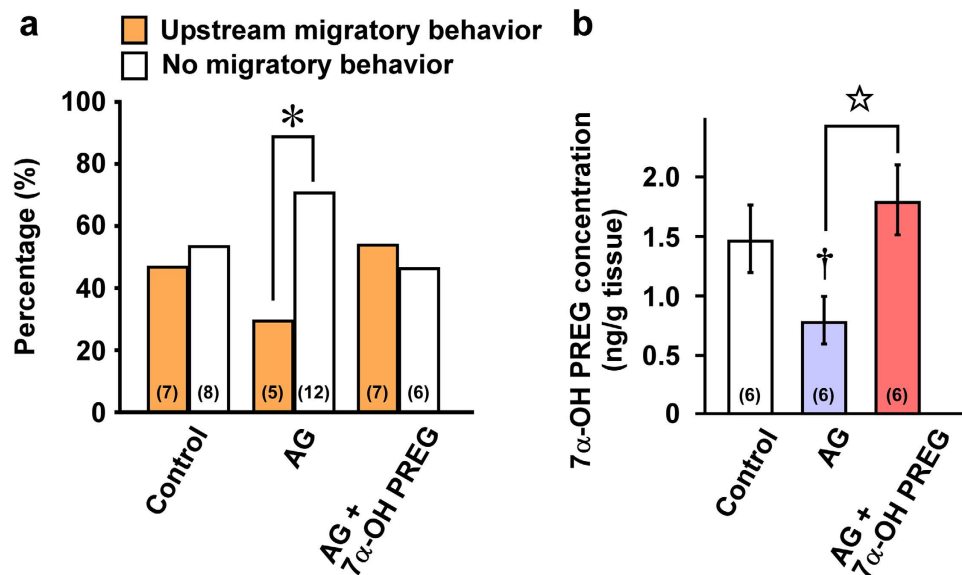 a
Upstream migratory behavior
No migratory behavior
Percentage (%)
100
80
60
40
20
0
*
(7)
(8)
(5)
(12)
(7)
(6)
Control
AG
AG +
7α-OH PREG
b
7α-OH PREG concentration
(ng/g tissue)
2.0
1.5
1.0
0.5
0
☆
†
(6)
(6)
(6)
Control
AG
AG +
7α-OH PREG